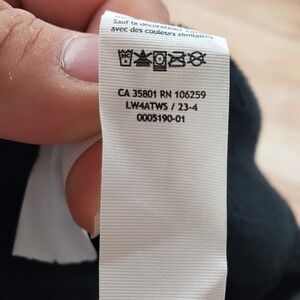 Sauf la décoration
avec des couleurs similaires
CA 35801 RN 106259
LW4ATWS / 23-4
0005190-01